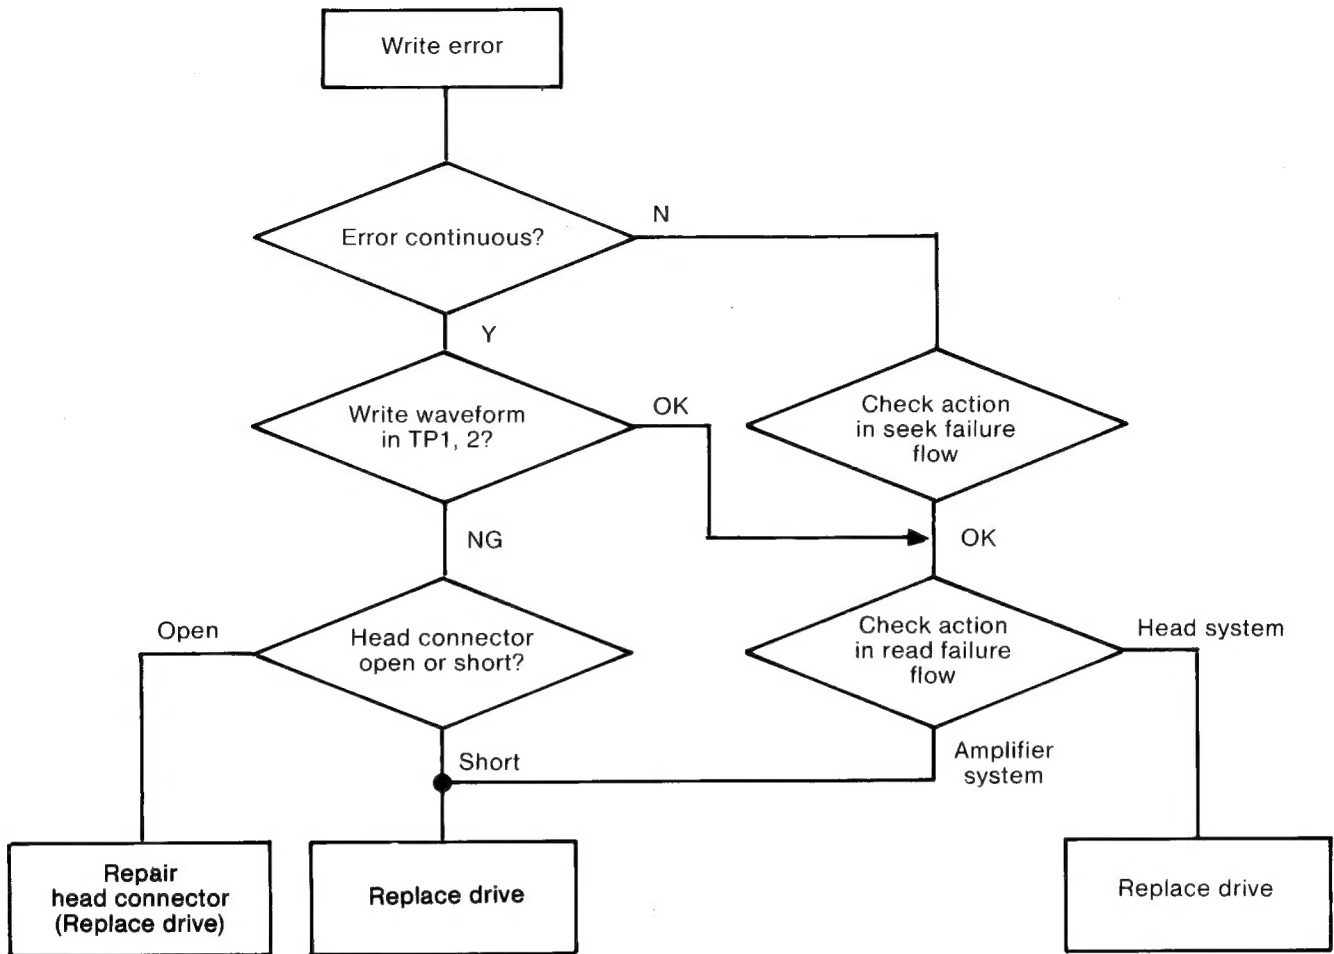 Write error
Error continuous?
N
Y
Write waveform
in TP1, 2?
OK
Check action
in seek failure
flow
NG
OK
Open
Head connector
open or short?
Check action
in read failure
flow
Head system
Short
Amplifier
system
Repair
head connector
(Replace drive)
Replace drive
Replace drive